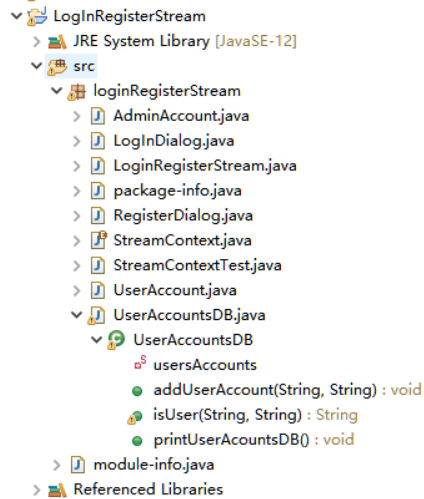 LogInRegisterStream
JRE System Library [JavaSE-12]
src
loginRegisterStream
AdminAccount.java
LogInDialog.java
LoginRegisterStream.java
package-info.java
RegisterDialog.java
StreamContext.java
StreamContextTest.java
UserAccount.java
UserAccountsDB.java
UserAccountsDB
usersAccounts
addUserAccount(String, String) : void
isUser(String, String) : String
printUserAcountsDB() : void
module-info.java
Referenced Libraries